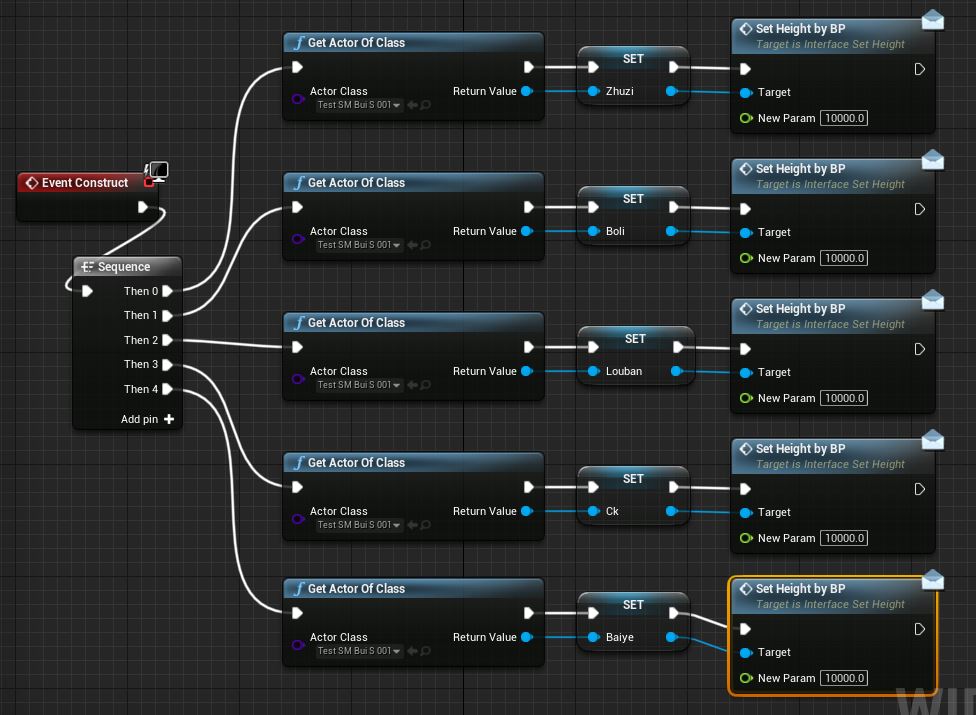 Get Actor Of Class
Actor Class
Test SM Bui S 001
Return Value
SET
Zhuzi
Set Height by BP
Target is Interface Set Height
Target
New Param 10000.0
Event Construct
Sequence
Then 0
Then 1
Then 2
Then 3
Then 4
Add pin
Get Actor Of Class
Actor Class
Test SM Bui S 001
Return Value
SET
Boli
Set Height by BP
Target is Interface Set Height
Target
New Param 10000.0
Get Actor Of Class
Actor Class
Test SM Bui S 001
Return Value
SET
Louban
Set Height by BP
Target is Interface Set Height
Target
New Param 10000.0
Get Actor Of Class
Actor Class
Test SM Bui S 001
Return Value
SET
Ck
Set Height by BP
Target is Interface Set Height
Target
New Param 10000.0
Get Actor Of Class
Actor Class
Test SM Bui S 001
Return Value
SET
Baiye
Set Height by BP
Target is Interface Set Height
Target
New Param 10000.0